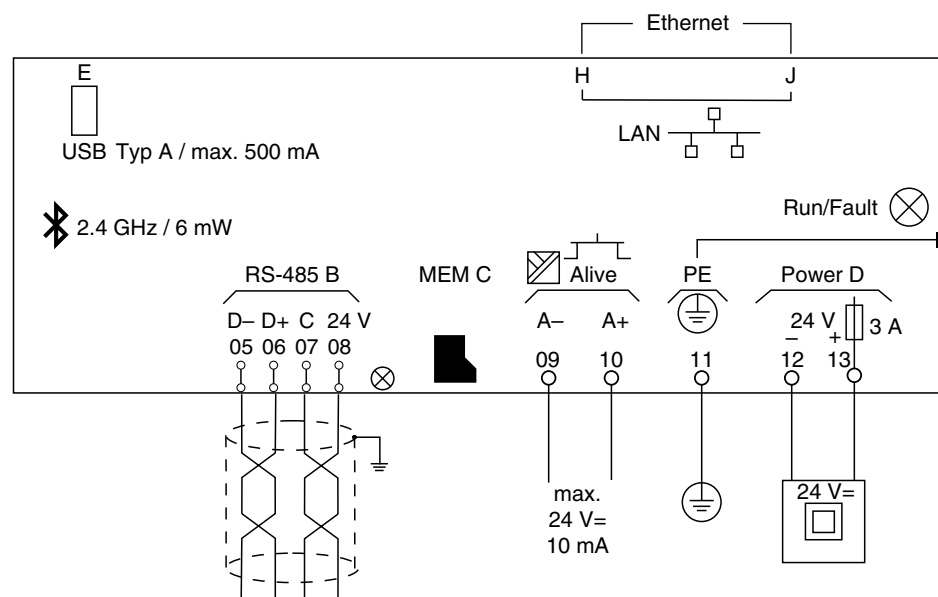 Ethernet
E
H J
LAN
USB Typ A / max. 500 mA
Run/Fault
2.4 GHz / 6 mW
RS-485 B MEM C Alive PE Power D
D– D+ C 24 V A– A+ 24 V 3 A
– +
05 06 07 08 09 10 11 12 13
max.
24 V=
10 mA
24 V=